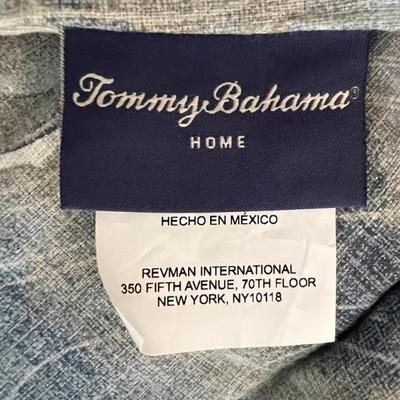 Tommy Bahama®
HOME
HECHO EN MÉXICO
REVMAN INTERNATIONAL
350 FIFTH AVENUE, 70TH FLOOR
NEW YORK, NY10118